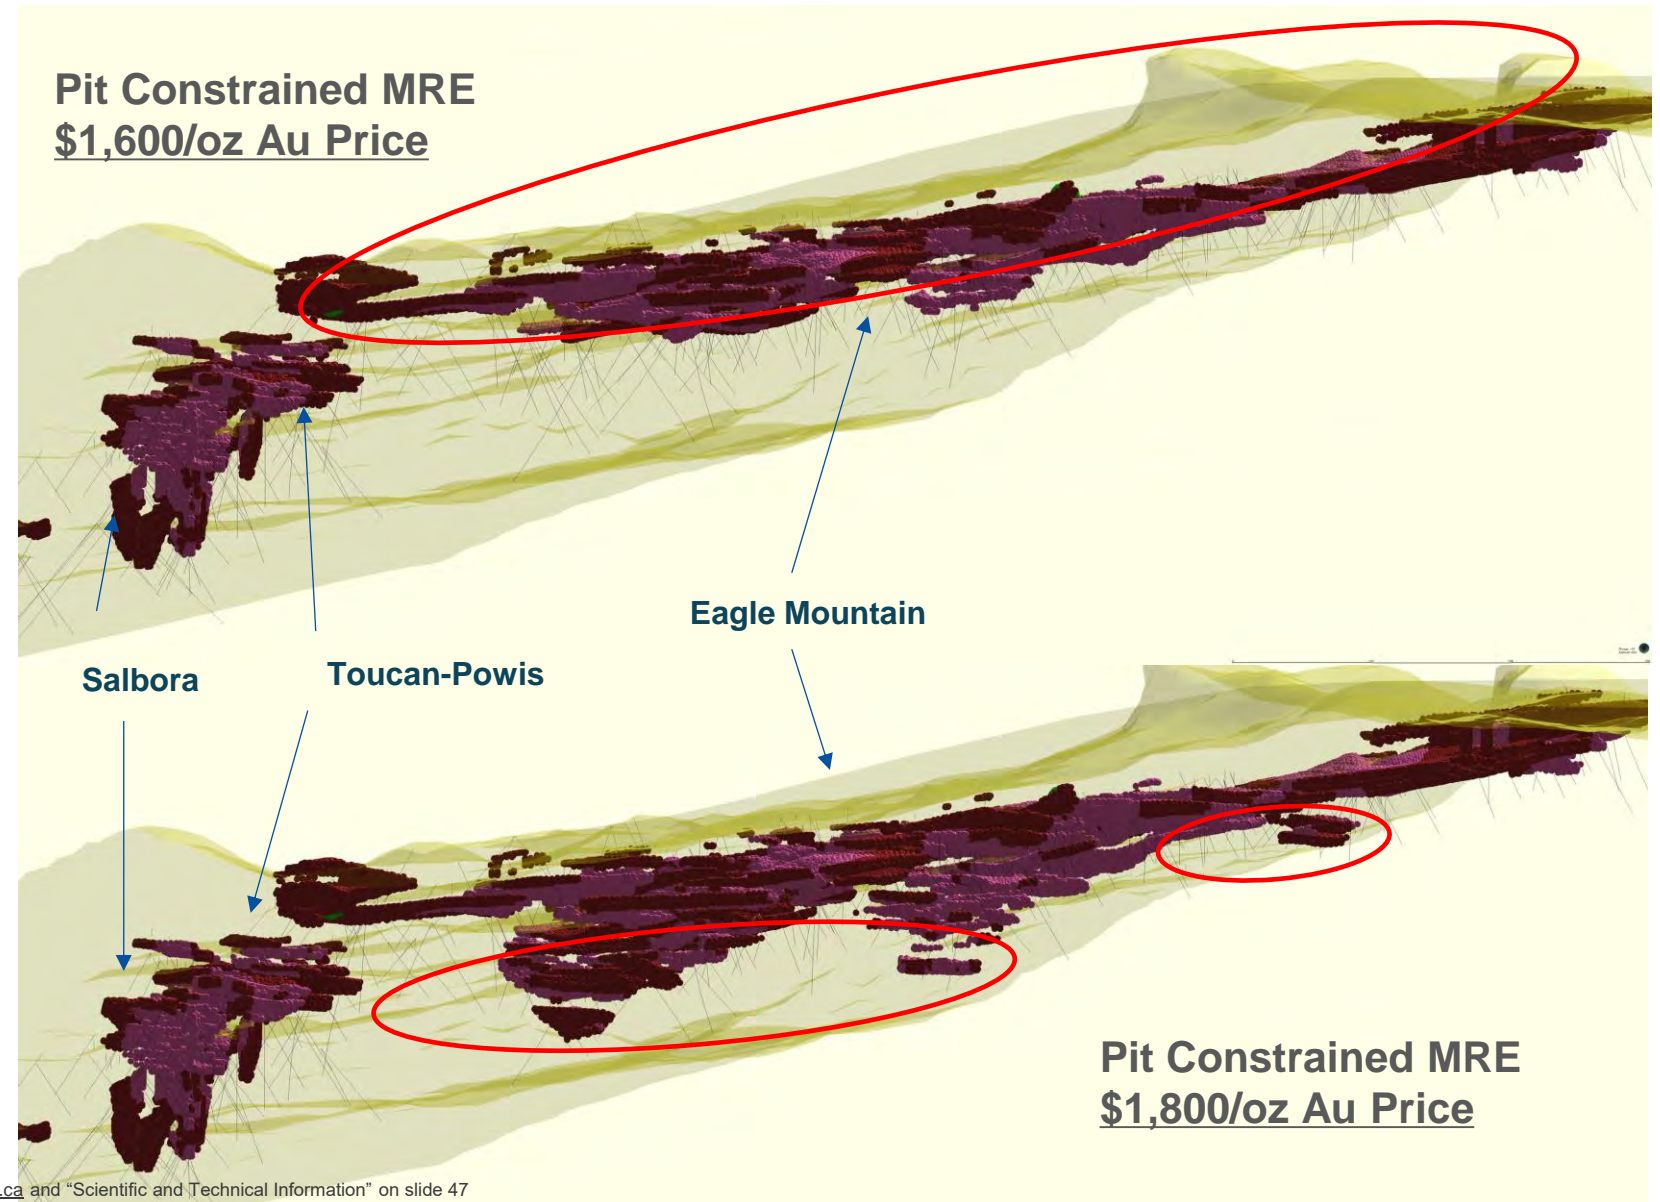 Pit Constrained MRE
$1,600/oz Au Price
Eagle Mountain
Salbora
Toucan-Powis
Pit Constrained MRE
$1,800/oz Au Price
.ca and “Scientific and Technical Information” on slide 47